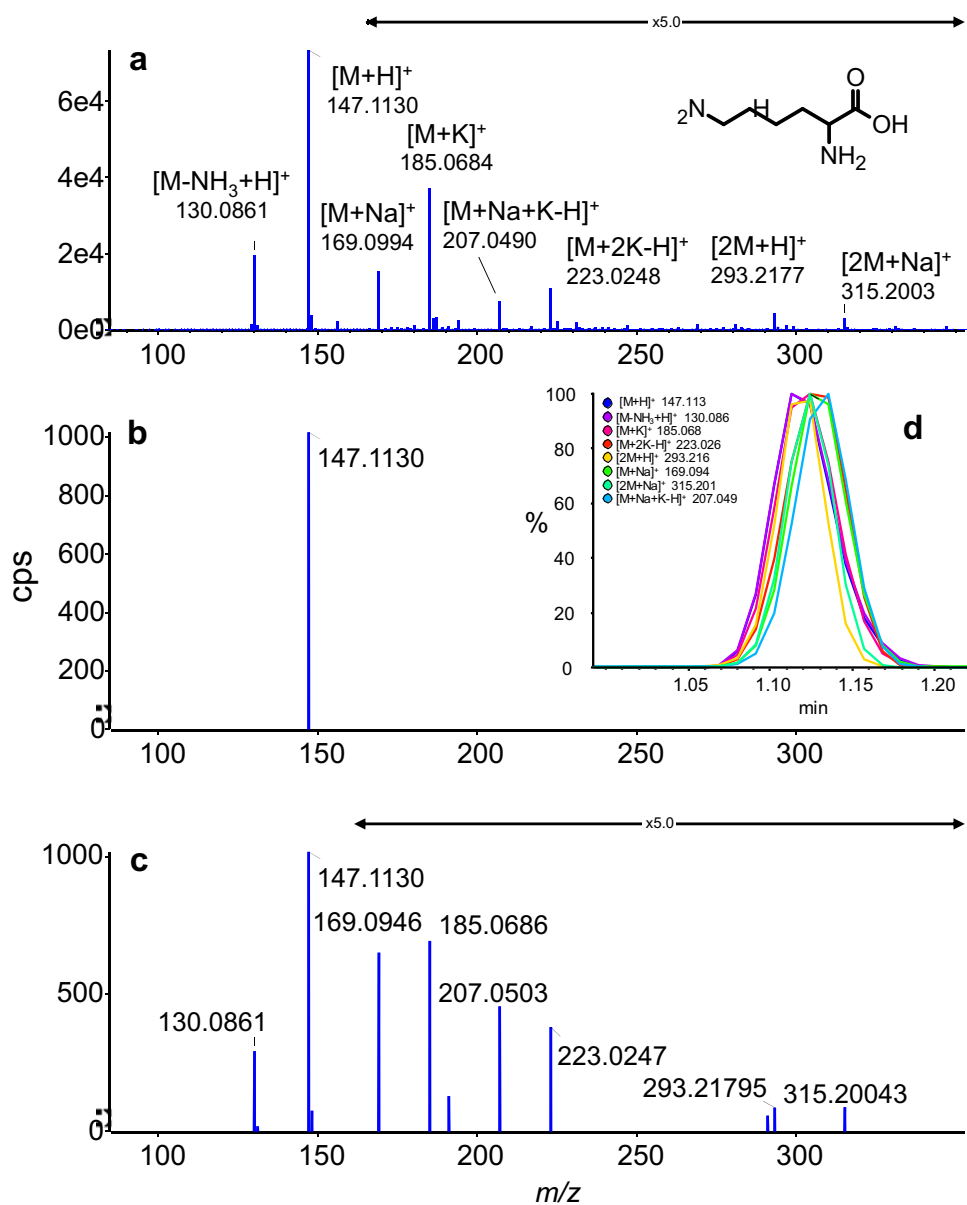 x5.0
a
[M+H]⁺
147.1130
6e4
[M+K]⁺
185.0684
4e4
[M-NH₃+H]⁺
130.0861
[M+Na]⁺
169.0994
[M+Na+K-H]⁺
207.0490
[M+2K-H]⁺
223.0248
[2M+H]⁺
293.2177
[2M+Na]⁺
315.2003
2e4
0e0
100 150 200 250 300
₂N H O OH
NH₂
b
147.1130
1000
800
600
400
200
0
cps
100 150 200 250 300
d
100
80
60
40
20
0
%
[M+H]⁺ 147.113
[M-NH₃+H]⁺ 130.086
[M+K]⁺ 185.068
[M+2K-H]⁺ 223.026
[2M+H]⁺ 293.216
[M+Na]⁺ 169.094
[2M+Na]⁺ 315.201
[M+Na+K-H]⁺ 207.049
1.05 1.10 1.15 1.20
min
x5.0
c
1000
147.1130
169.0946 185.0686
500
207.0503
130.0861
223.0247
293.21795 315.20043
0
100 150 200 250 300
m/z